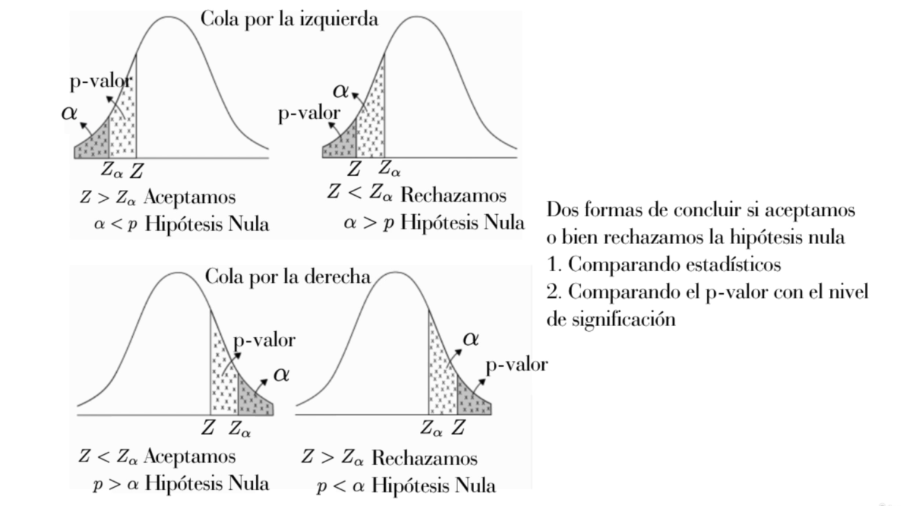 Cola por la izquierda
p-valor
α
Zα Z
Z > Zα Aceptamos
α < p Hipótesis Nula
α
p-valor
Z Zα
Z < Zα Rechazamos
α > p Hipótesis Nula
Cola por la derecha
p-valor
α
Z Zα
Z < Zα Aceptamos
p > α Hipótesis Nula
α
p-valor
Zα Z
Z > Zα Rechazamos
p < α Hipótesis Nula
Dos formas de concluir si aceptamos
o bien rechazamos la hipótesis nula
1. Comparando estadísticos
2. Comparando el p-valor con el nivel
de significación